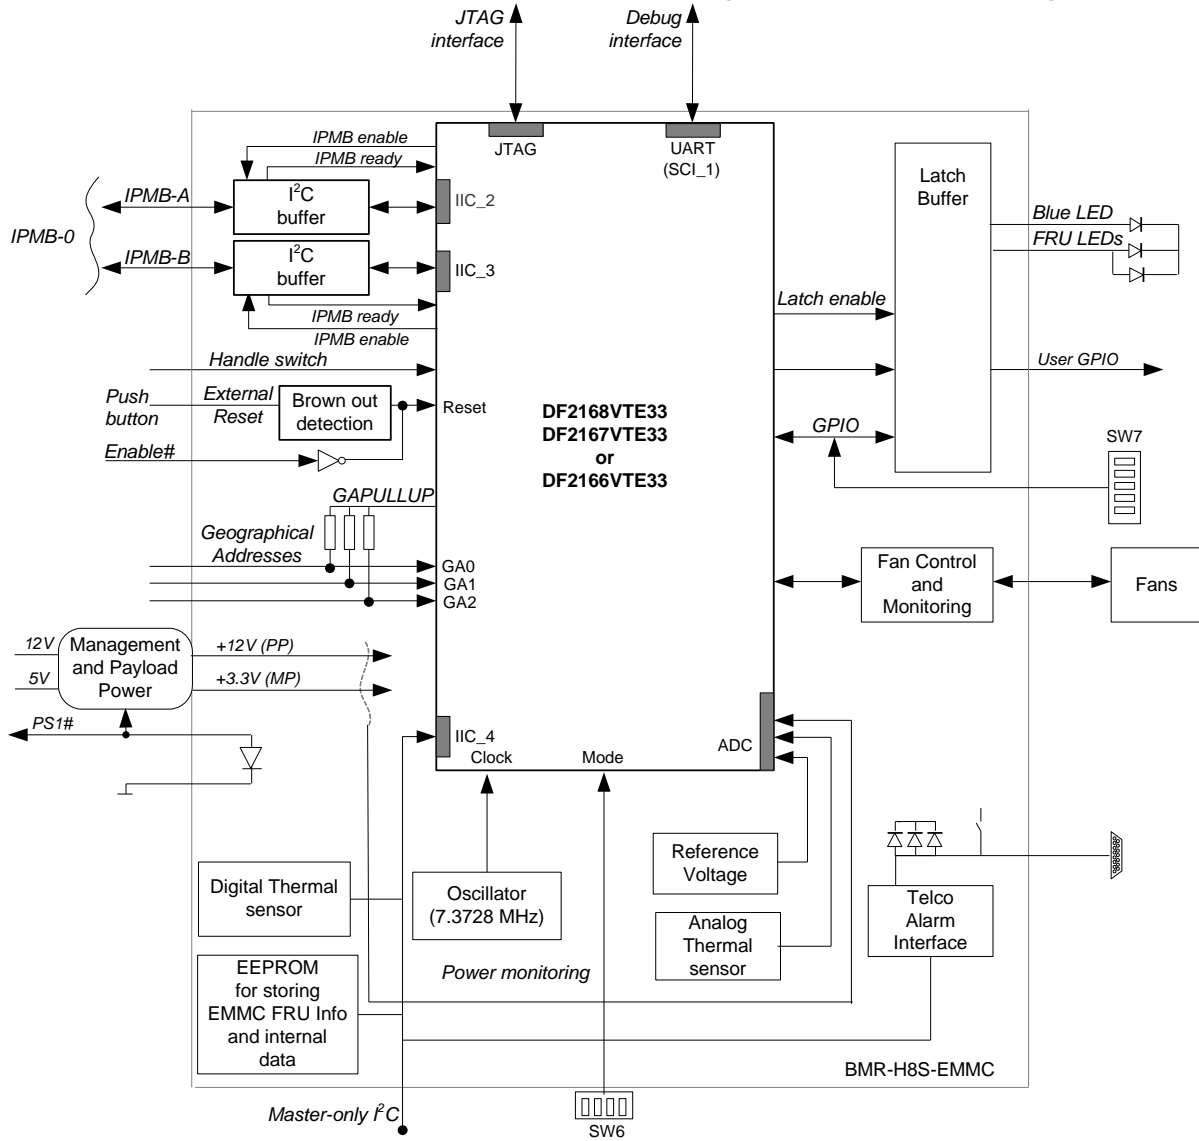 JTAG
interface
Debug
interface
IPMB enable
IPMB ready
JTAG
UART
(SCI_1)
Latch
Buffer
IPMB-A
I²C
buffer
IIC_2
Blue LED
IPMB-0
FRU LEDs
IPMB-B
I²C
buffer
IIC_3
Latch enable
IPMB ready
IPMB enable
Handle switch
User GPIO
Push
button
External
Reset
Brown out
detection
Reset
DF2168VTE33
DF2167VTE33
or
DF2166VTE33
GPIO
SW7
Enable#
GAPULLUP
Geographical
Addresses
GA0
GA1
GA2
Fan Control
and
Monitoring
Fans
12V
5V
Management
and Payload
Power
+12V (PP)
+3.3V (MP)
PS1#
IIC_4
Clock
Mode
ADC
Reference
Voltage
Digital Thermal
sensor
Oscillator
(7.3728 MHz)
Telco
Alarm
Interface
Analog
Thermal
sensor
Power monitoring
EEPROM
for storing
EMMC FRU Info
and internal
data
BMR-H8S-EMMC
Master-only I²C
SW6